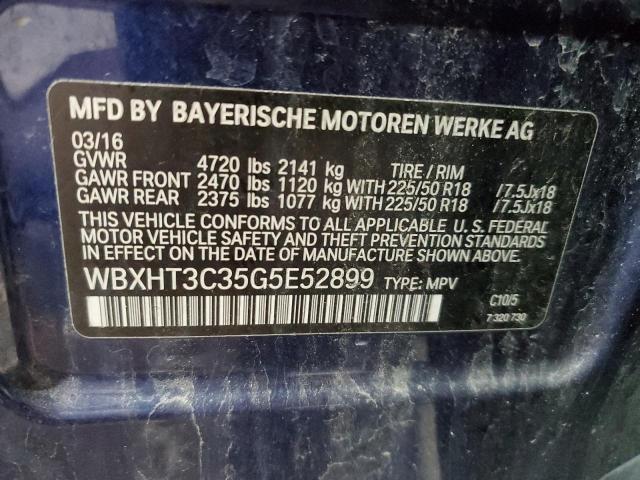 MFD BY BAYERISCHE MOTOREN WERKE AG
03/16
GVWR 4720 lbs 2141 kg TIRE / RIM
GAWR FRONT 2470 lbs 1120 kg WITH 225/50 R18 /7.5Jx18
GAWR REAR 2375 lbs 1077 kg WITH 225/50 R18 /7.5Jx18
THIS VEHICLE CONFORMS TO ALL APPLICABLE U. S. FEDERAL
MOTOR VEHICLE SAFETY AND THEFT PREVENTION STANDARDS
IN EFFECT ON THE DATE OF MANUFACTURE SHOWN ABOVE.
WBXHT3C35G5E52899 TYPE: MPV
C10/5
7 320 730